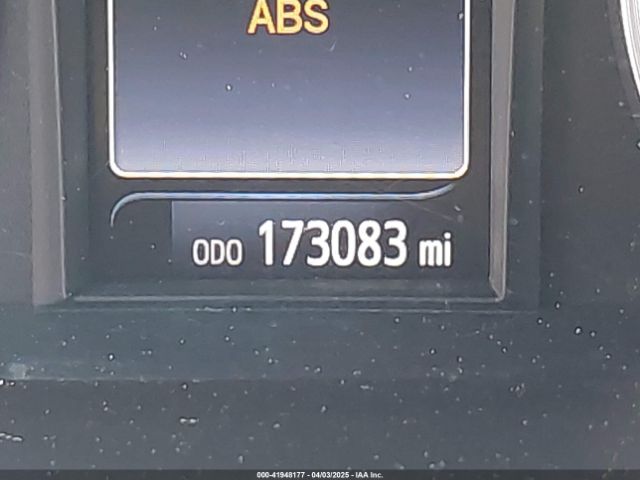 ABS
ODO 173083 mi
000-41948177 - 04/03/2025 - IAA Inc.